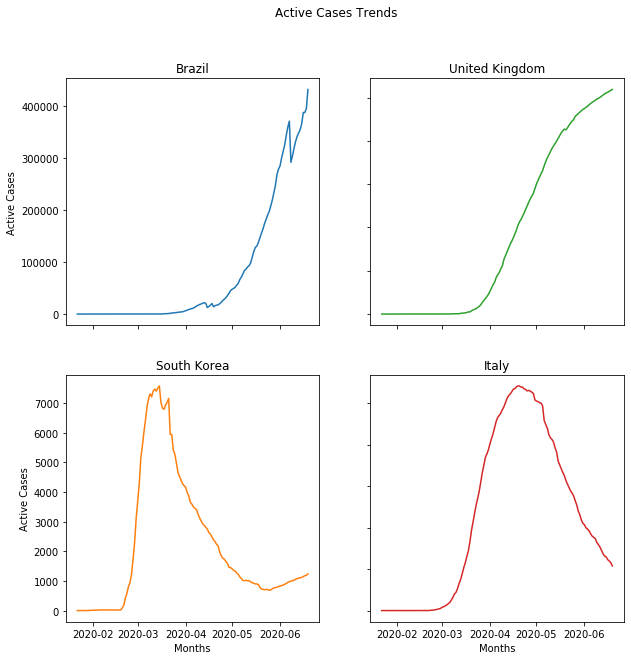 Active Cases Trends
Brazil
United Kingdom
400000
300000
200000
100000
0
Active Cases
South Korea
Italy
7000
6000
5000
4000
3000
2000
1000
0
Active Cases
2020-02 2020-03 2020-04 2020-05 2020-06
2020-02 2020-03 2020-04 2020-05 2020-06
Months
Months